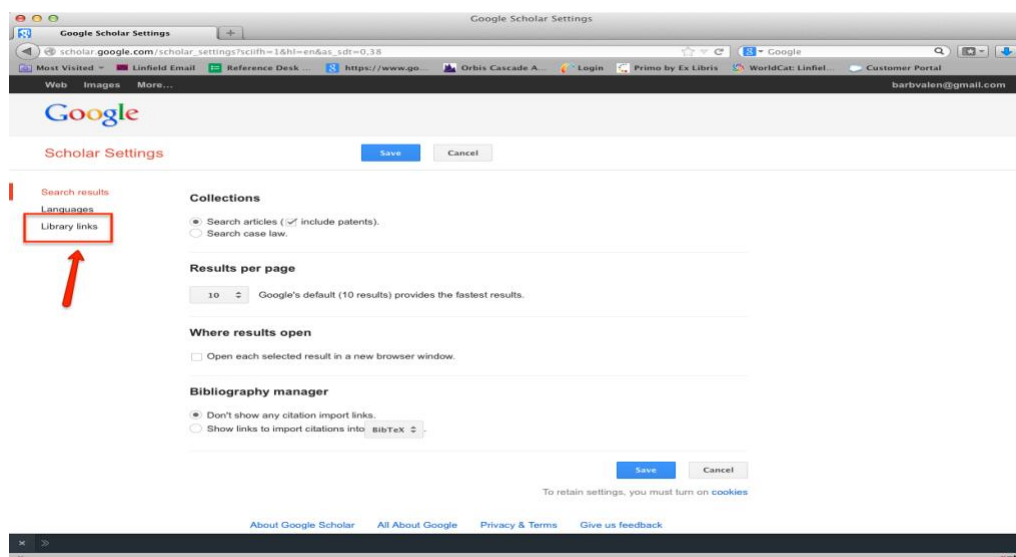 Google Scholar Settings
Google Scholar Settings
scholar.google.com/scholar_settings?sciifh=1&hl=en&as_sdt=0,38
Google
Most Visited Linfield Email Reference Desk ... https://www.go... Orbis Cascade A... Login Primo by Ex Libris WorldCat: Linfiel... Customer Portal
Web Images More... barbvalen@gmail.com
Google
Scholar Settings Save Cancel
Search results
Languages
Library links
Collections
Search articles ( include patents).
Search case law.
Results per page
10 Google's default (10 results) provides the fastest results.
Where results open
Open each selected result in a new browser window.
Bibliography manager
Don't show any citation import links.
Show links to import citations into BibTeX .
Save Cancel
To retain settings, you must turn on cookies
About Google Scholar All About Google Privacy & Terms Give us feedback